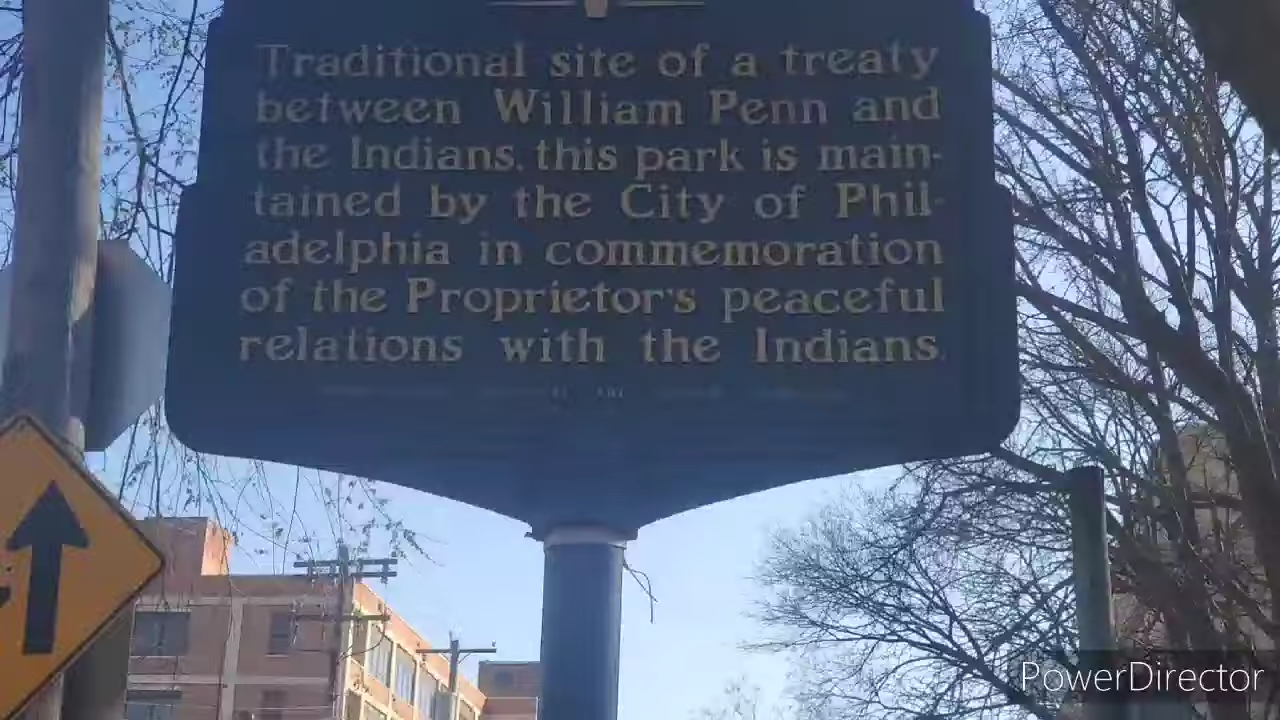 Traditional site of a treaty
between William Penn and
the Indians, this park is main-
tained by the City of Phil-
adelphia in commemoration
of the Proprietor's peaceful
relations with the Indians.
PowerDirector